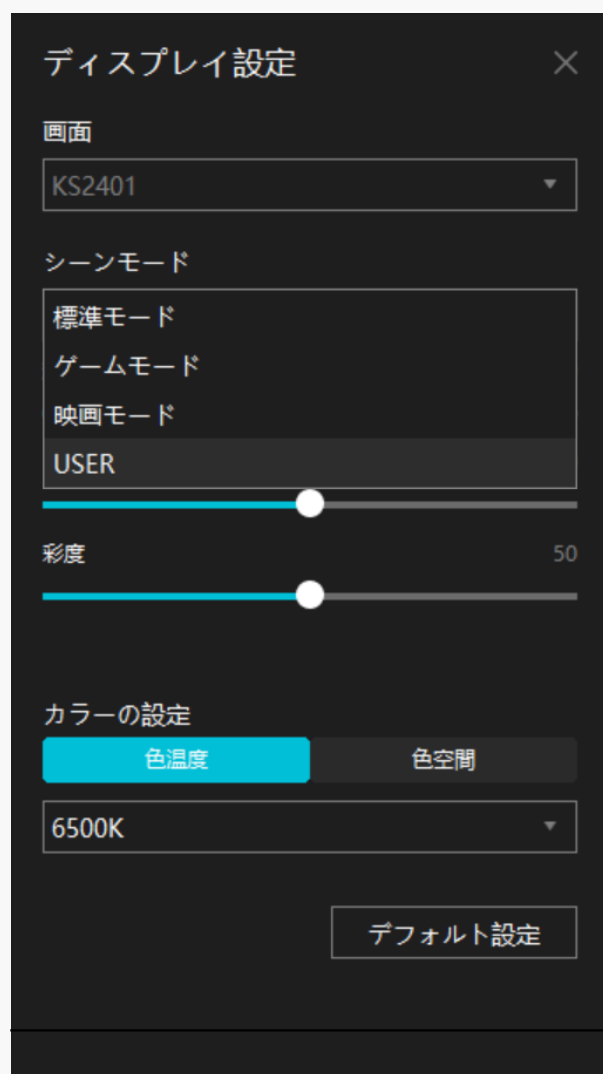 ディスプレイ設定
画面
KS2401
シーンモード
標準モード
ゲームモード
映画モード
USER
彩度 50
カラーの設定
色温度 色空間
6500K
デフォルト設定